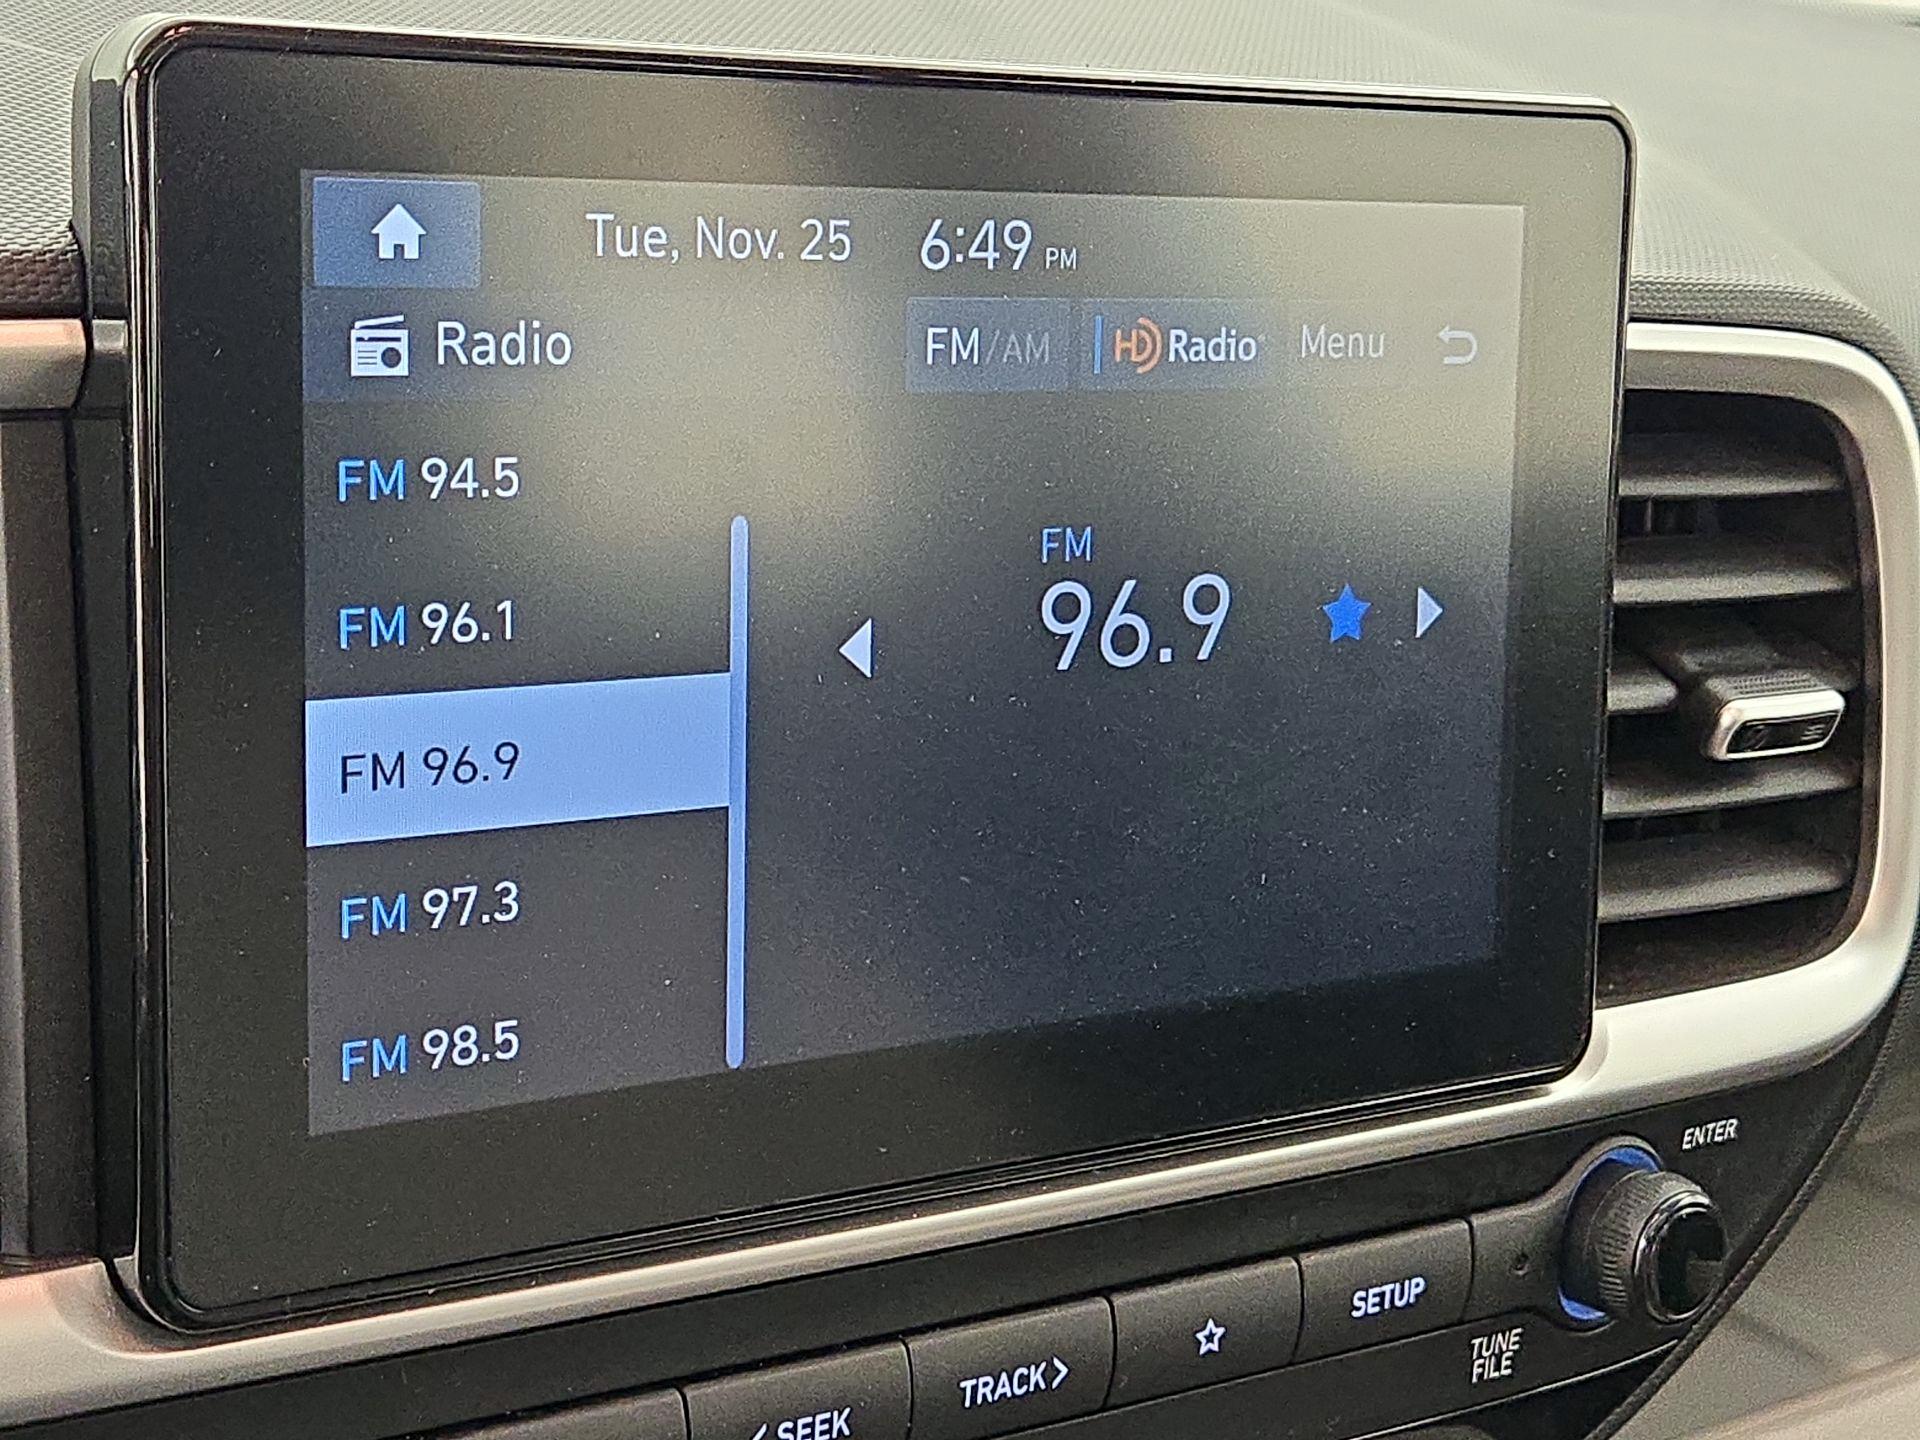 Tue, Nov. 25 6:49 PM
Radio FM/AM HD Radio Menu
FM 94.5
FM 96.1
FM 96.9
FM 97.3
FM 98.5
FM
96.9
ENTER
SETUP
TUNE
FILE
TRACK >
< SEEK